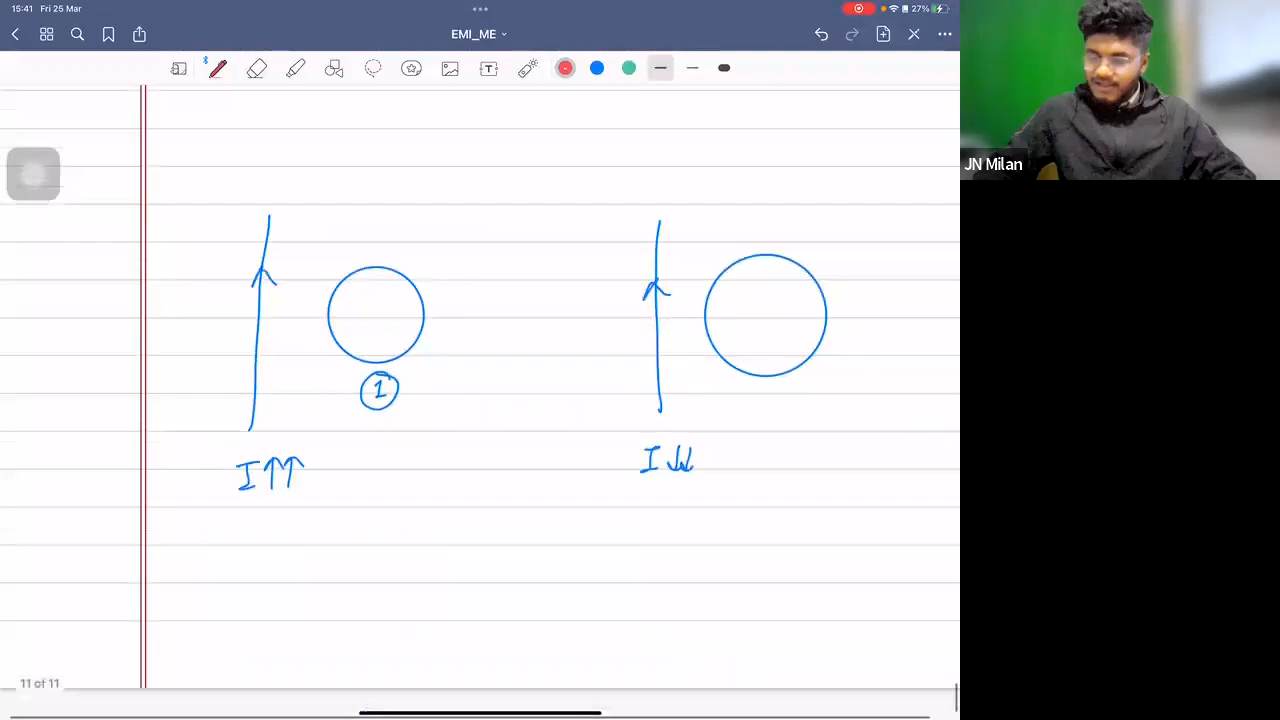 15:41 Fri 25 Mar
27%
EMI_ME
JN Milan
1
I↑↑
I↓↓
11 of 11